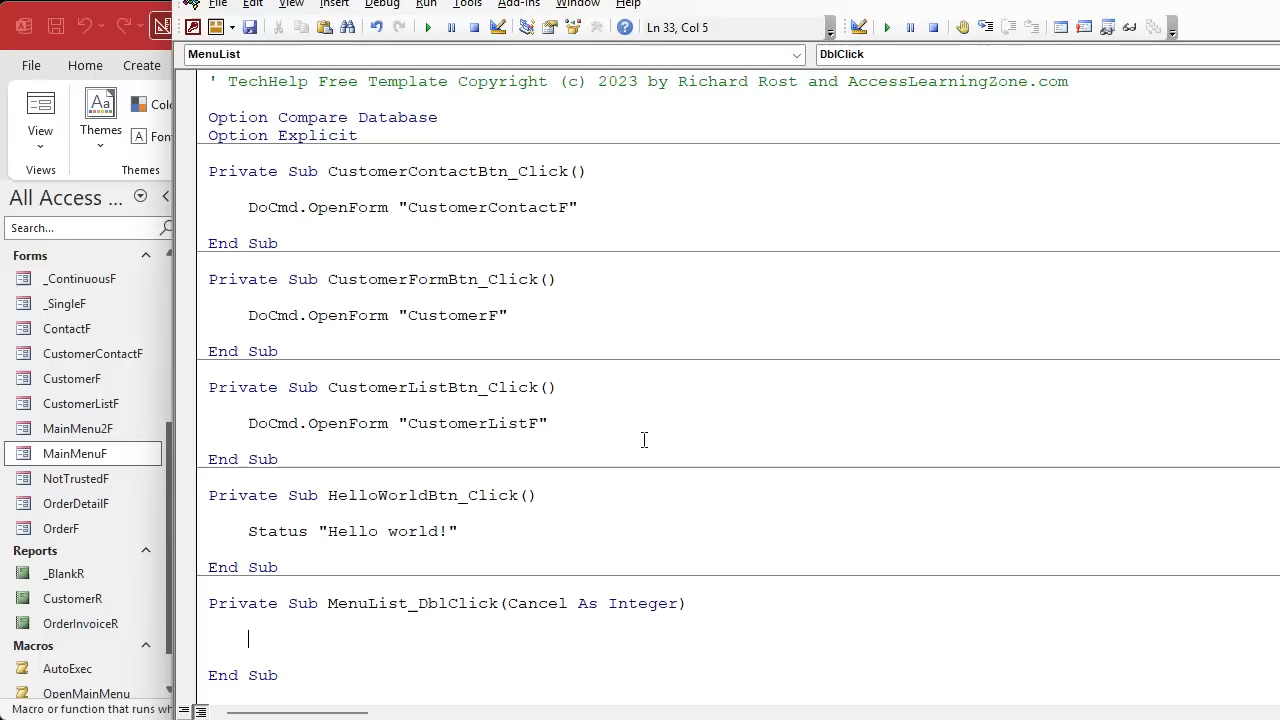 File Edit View Insert Debug Run Tools Add-Ins Window Help
Ln 33, Col 5
MenuList DblClick
File Home Create
View Themes
Views Themes
All Access ...
Search...
Forms
_ContinuousF
_SingleF
ContactF
CustomerContactF
CustomerF
CustomerListF
MainMenu2F
MainMenuF
NotTrustedF
OrderDetailF
OrderF
Reports
_BlankR
CustomerR
OrderInvoiceR
Macros
AutoExec
OpenMainMenu
Macro or function that runs
' TechHelp Free Template Copyright (c) 2023 by Richard Rost and AccessLearningZone.com
Option Compare Database
Option Explicit
Private Sub CustomerContactBtn_Click()
DoCmd.OpenForm "CustomerContactF"
End Sub
Private Sub CustomerFormBtn_Click()
DoCmd.OpenForm "CustomerF"
End Sub
Private Sub CustomerListBtn_Click()
DoCmd.OpenForm "CustomerListF"
End Sub
Private Sub HelloWorldBtn_Click()
Status "Hello world!"
End Sub
Private Sub MenuList_DblClick(Cancel As Integer)
End Sub